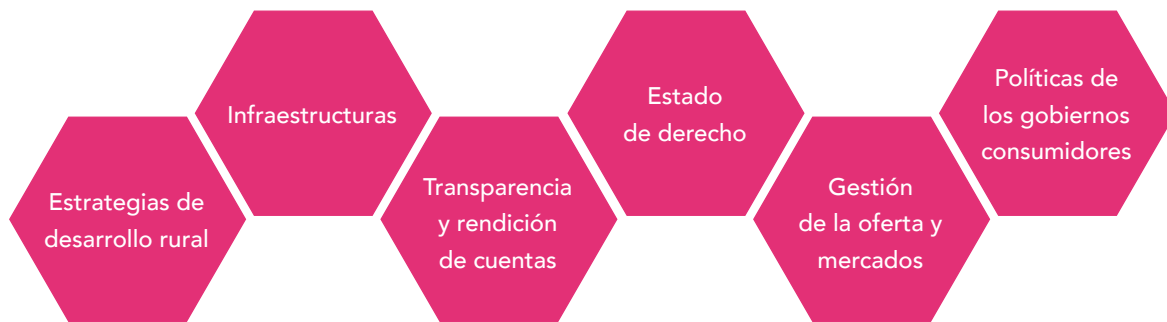 Estrategias de
desarrollo rural
Infraestructuras
Transparencia
y rendición
de cuentas
Estado
de derecho
Gestión
de la oferta y
mercados
Políticas de
los gobiernos
consumidores